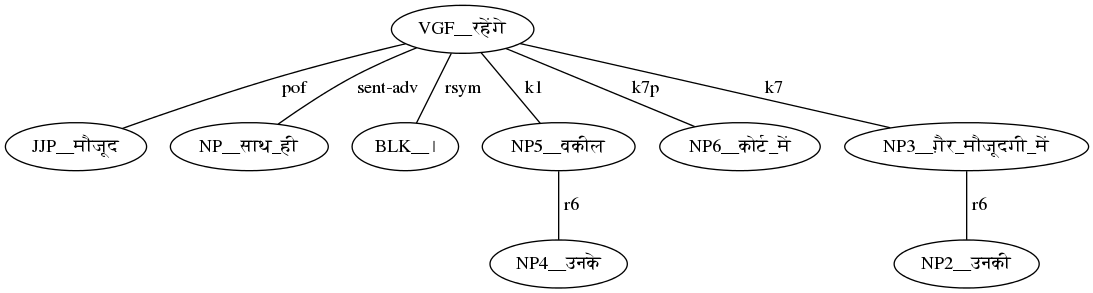 VGF__रहेंगे
pof sent-adv rsym k1 k7p k7
JJP__मौजूद NP__साथ_ही BLK__। NP5__वकील NP6__कोर्ट_में NP3__ग़ैर_मौजूदगी_में
r6 r6
NP4__उनके NP2__उनकी